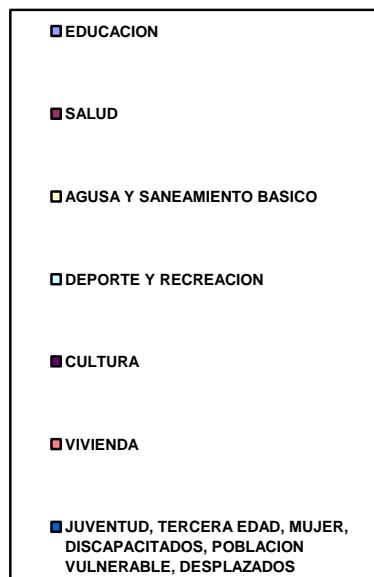 EDUCACION
SALUD
AGUSA Y SANEAMIENTO BASICO
DEPORTE Y RECREACION
CULTURA
VIVIENDA
JUVENTUD, TERCERA EDAD, MUJER,
DISCAPACITADOS, POBLACION
VULNERABLE, DESPLAZADOS